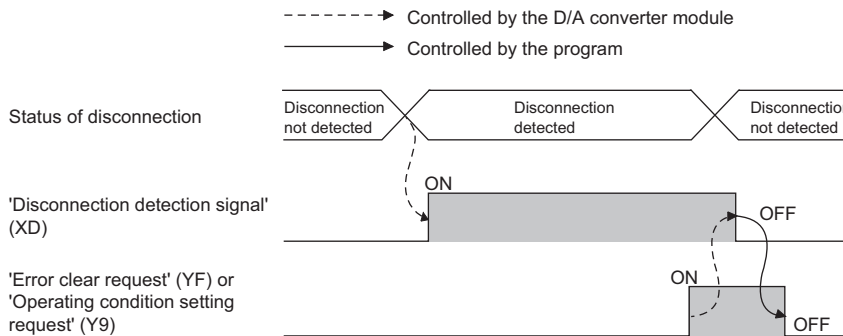 Controlled by the D/A converter module
Controlled by the program
Status of disconnection
Disconnection
not detected
Disconnection
detected
Disconnection
not detected
ON
'Disconnection detection signal'
(XD)
OFF
'Error clear request' (YF) or
'Operating condition setting
request' (Y9)
ON
OFF